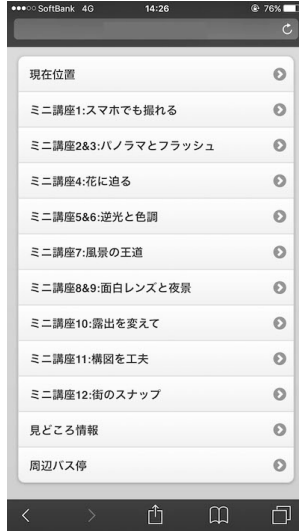 SoftBank 4G 14:26 76%
現在位置
ミニ講座1:スマホでも撮れる
ミニ講座2&3:パノラマとフラッシュ
ミニ講座4:花に迫る
ミニ講座5&6:逆光と色調
ミニ講座7:風景の王道
ミニ講座8&9:面白レンズと夜景
ミニ講座10:露出を変えて
ミニ講座11:構図を工夫
ミニ講座12:街のスナップ
見どころ情報
周辺バス停